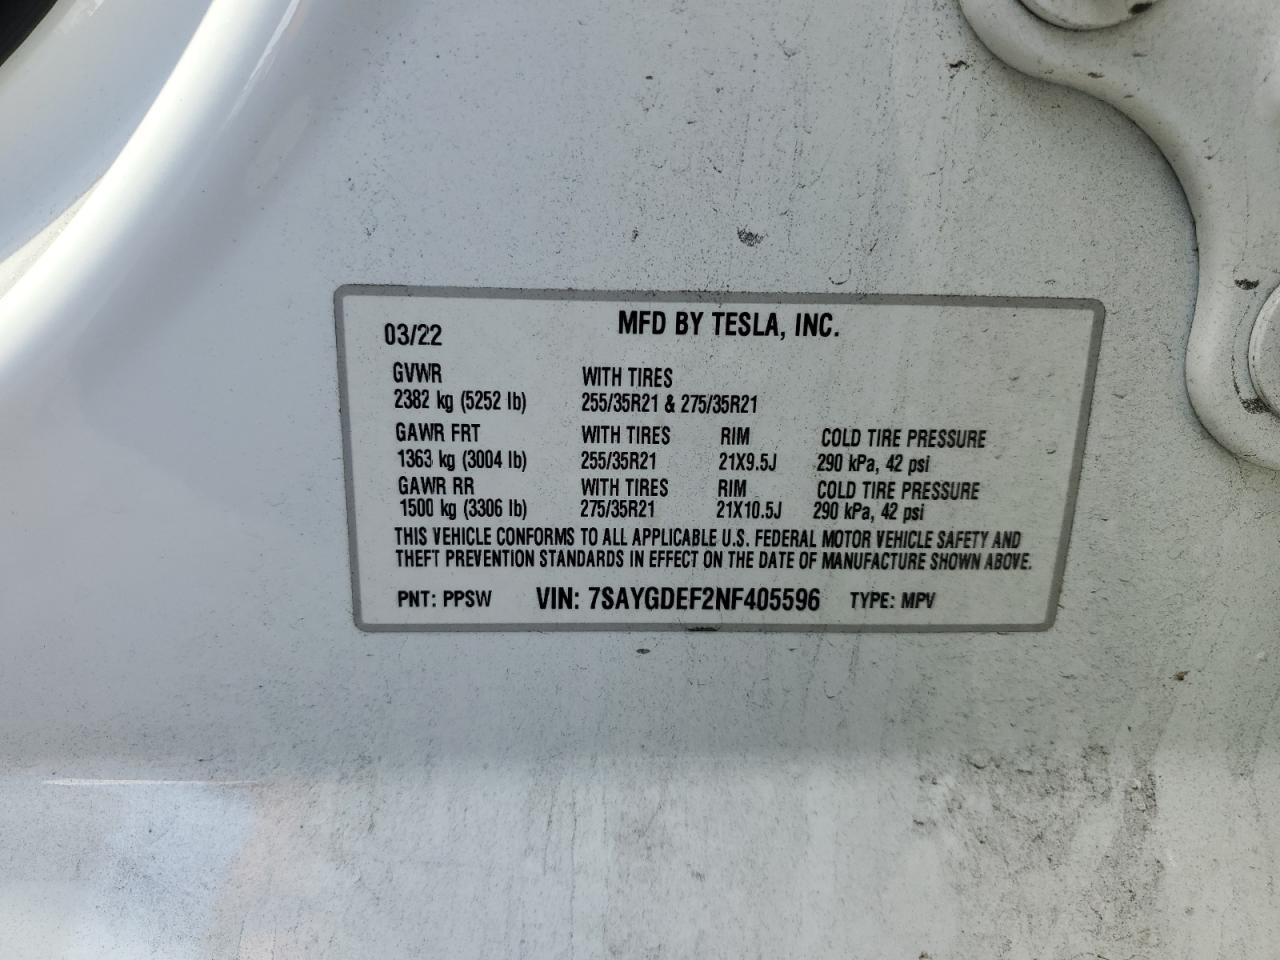 03/22 MFD BY TESLA, INC.
GVWR WITH TIRES
2382 kg (5252 lb) 255/35R21 & 275/35R21
GAWR FRT WITH TIRES RIM COLD TIRE PRESSURE
1363 kg (3004 lb) 255/35R21 21X9.5J 290 kPa, 42 psi
GAWR RR WITH TIRES RIM COLD TIRE PRESSURE
1500 kg (3306 lb) 275/35R21 21X10.5J 290 kPa, 42 psi
THIS VEHICLE CONFORMS TO ALL APPLICABLE U.S. FEDERAL MOTOR VEHICLE SAFETY AND
THEFT PREVENTION STANDARDS IN EFFECT ON THE DATE OF MANUFACTURE SHOWN ABOVE.
PNT: PPSW VIN: 7SAYGDEF2NF405596 TYPE: MPV